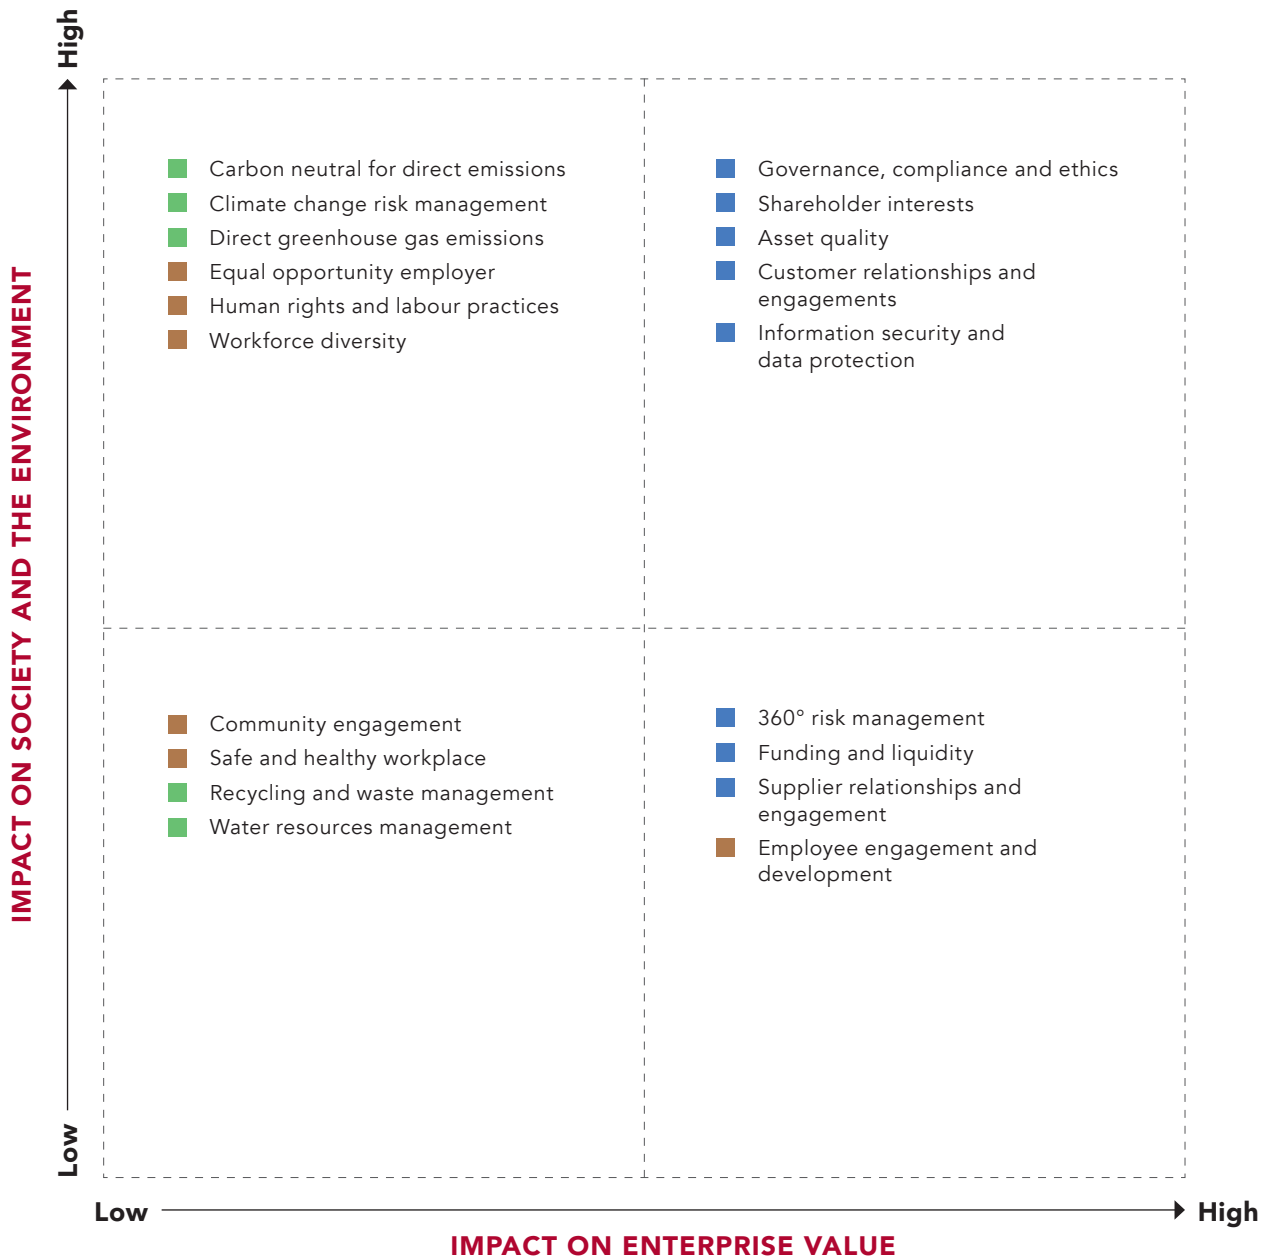 High
IMPACT ON SOCIETY AND THE ENVIRONMENT
Low
Carbon neutral for direct emissions
Climate change risk management
Direct greenhouse gas emissions
Equal opportunity employer
Human rights and labour practices
Workforce diversity
Governance, compliance and ethics
Shareholder interests
Asset quality
Customer relationships and
engagements
Information security and
data protection
Community engagement
Safe and healthy workplace
Recycling and waste management
Water resources management
360° risk management
Funding and liquidity
Supplier relationships and
engagement
Employee engagement and
development
Low
High
IMPACT ON ENTERPRISE VALUE